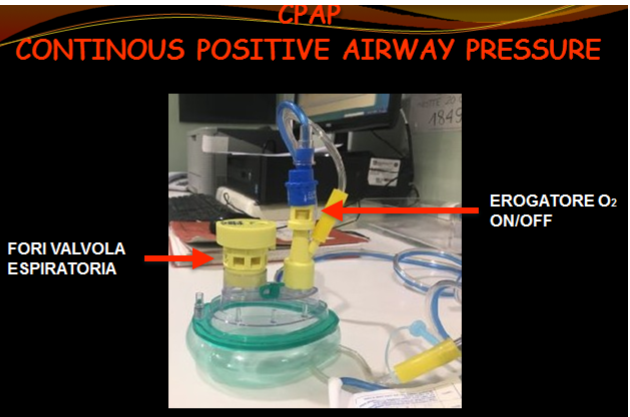 CPAP
CONTINOUS POSITIVE AIRWAY PRESSURE
EROGATORE O₂
ON/OFF
FORI VALVOLA
ESPIRATORIA